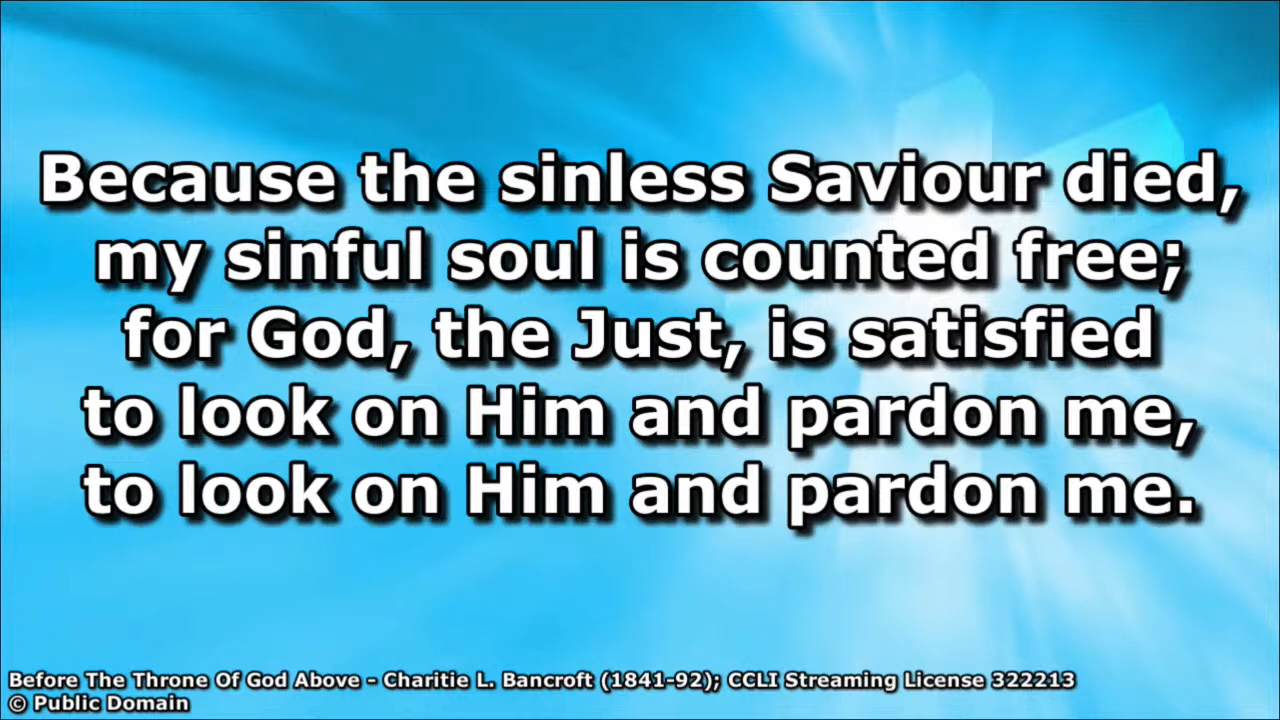 Because the sinless Saviour died,
my sinful soul is counted free;
for God, the Just, is satisfied
to look on Him and pardon me,
to look on Him and pardon me.
Before The Throne Of God Above - Charitie L. Bancroft (1841-92); CCLI Streaming License 322213
© Public Domain